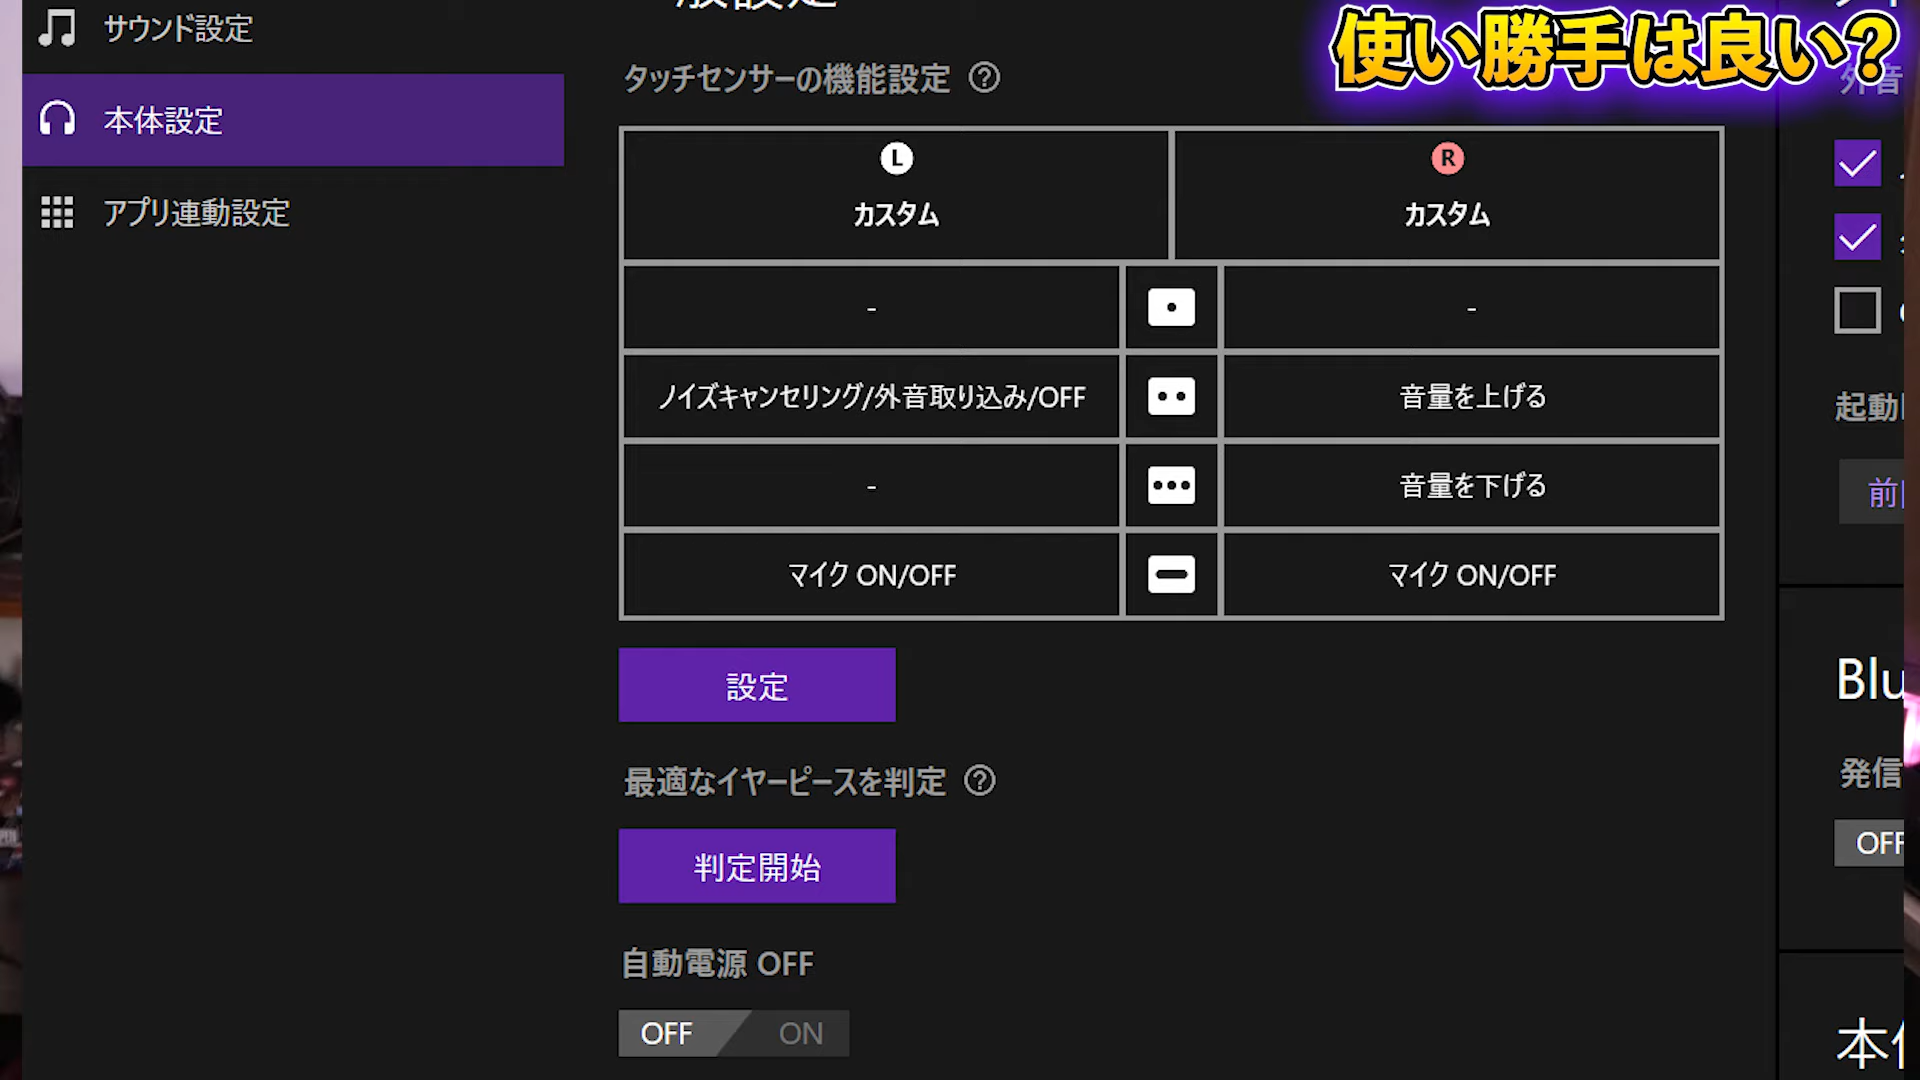 使い勝手は良い?
サウンド設定
本体設定
アプリ連動設定
タッチセンサーの機能設定 ?
L
カスタム
R
カスタム
-
-
ノイズキャンセリング/外音取り込み/OFF
音量を上げる
-
音量を下げる
マイク ON/OFF
マイク ON/OFF
設定
最適なイヤーピースを判定 ?
判定開始
自動電源 OFF
OFF ON
外音
起動
前
Blu
発信
OFF
本体